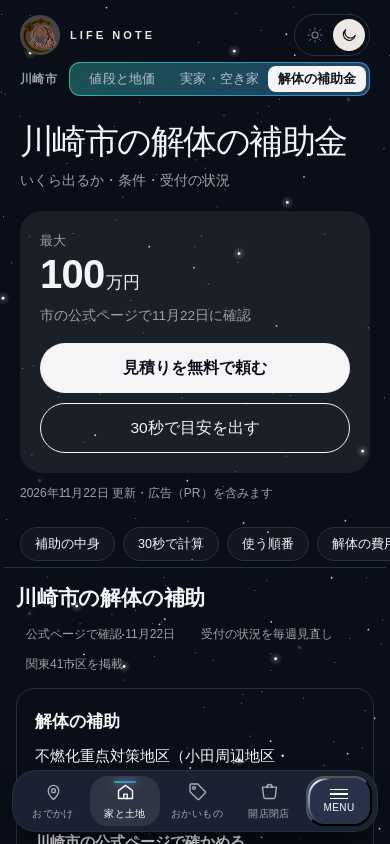 LIFE NOTE
川崎市
値段と地価
実家・空き家
解体の補助金
川崎市の解体の補助金
いくら出るか・条件・受付の状況
最大
100万円
市の公式ページで11月22日に確認
見積りを無料で頼む
30秒で目安を出す
2026年11月22日 更新・広告（PR）を含みます
補助の中身
30秒で計算
使う順番
解体の費用
川崎市の解体の補助
公式ページで確認 11月22日
受付の状況を毎週見直し
関東41市区を掲載
解体の補助
不燃化重点対策地区（小田周辺地区・
おでかけ
家と土地
おかいもの
開店閉店
MENU
川崎市の公式ページで確かめる